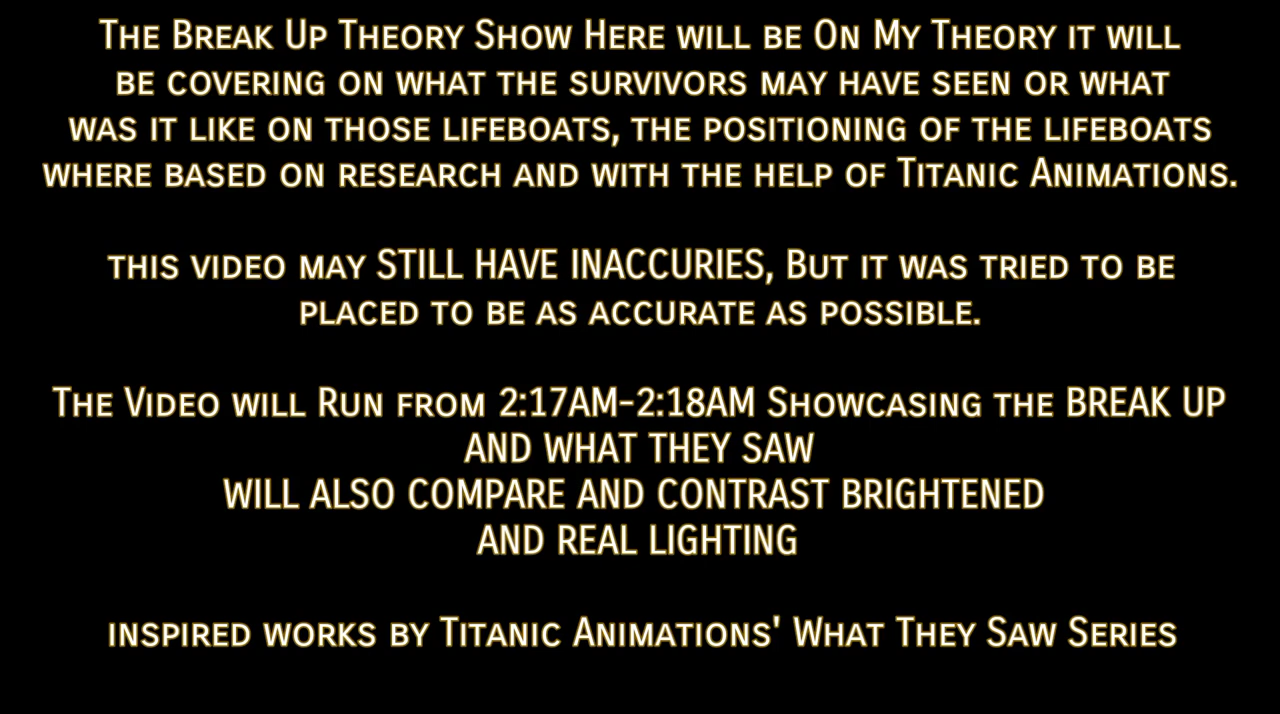 The Break Up Theory Show Here will be On My Theory it will
be covering on what the survivors may have seen or what
was it like on those lifeboats, the positioning of the lifeboats
where based on research and with the help of Titanic Animations.
this video may STILL HAVE INACCURIES, But it was tried to be
placed to be as accurate as possible.
The Video will Run from 2:17AM-2:18AM Showcasing the BREAK UP
AND WHAT THEY SAW
WILL ALSO COMPARE AND CONTRAST BRIGHTENED
AND REAL LIGHTING
inspired works by Titanic Animations' What They Saw Series